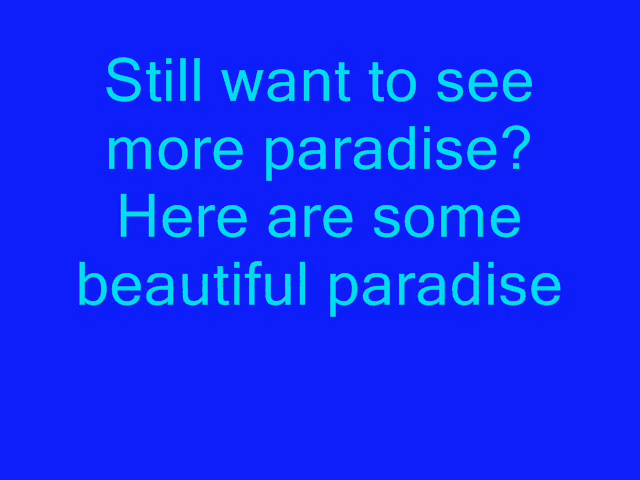 Still want to see
more paradise?
Here are some
beautiful paradise